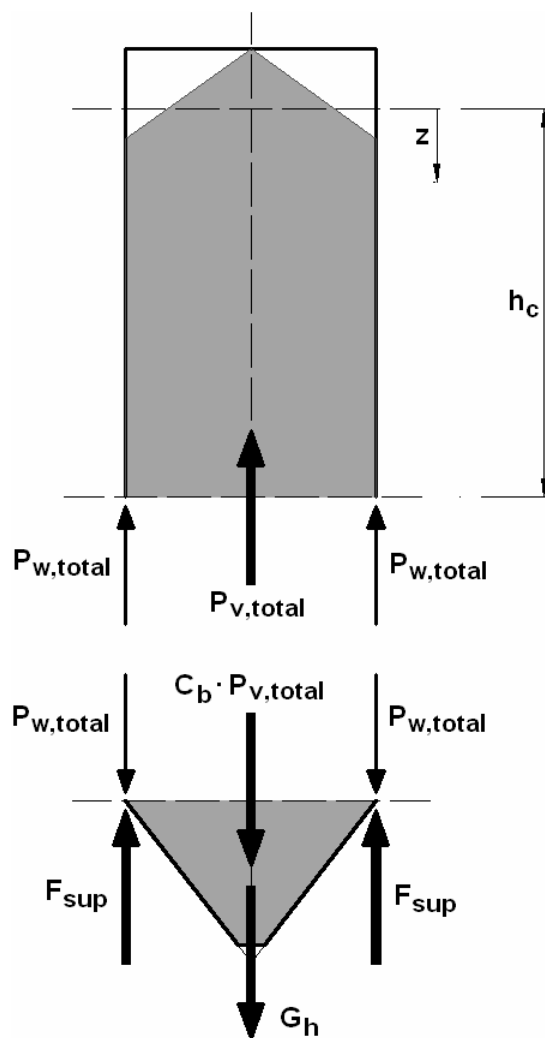 z
h_c
P_w,total
P_w,total
P_v,total
C_b · P_v,total
P_w,total
P_w,total
F_sup
F_sup
G_h